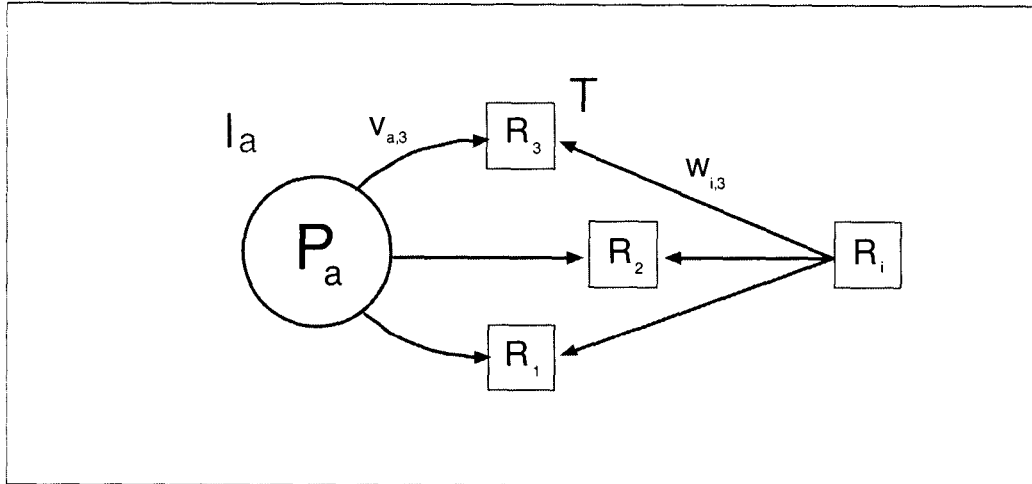 T
R₃
Iₐ
vₐ,₃
wᵢ,₃
Pₐ
R₂
Rᵢ
R₁